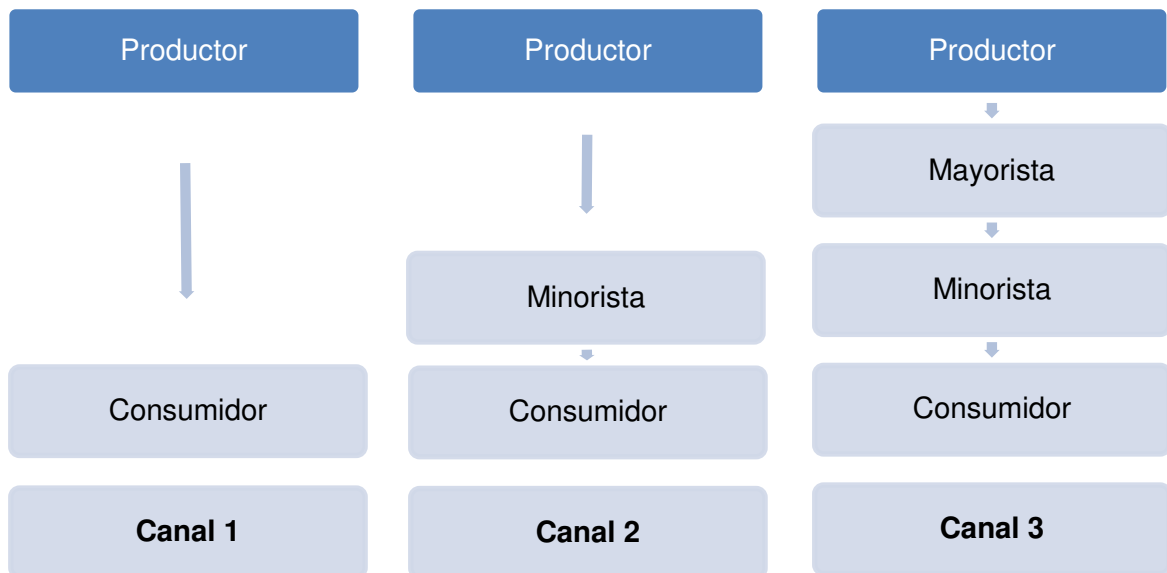 Productor
Consumidor
Canal 1
Productor
Minorista
Consumidor
Canal 2
Productor
Mayorista
Minorista
Consumidor
Canal 3